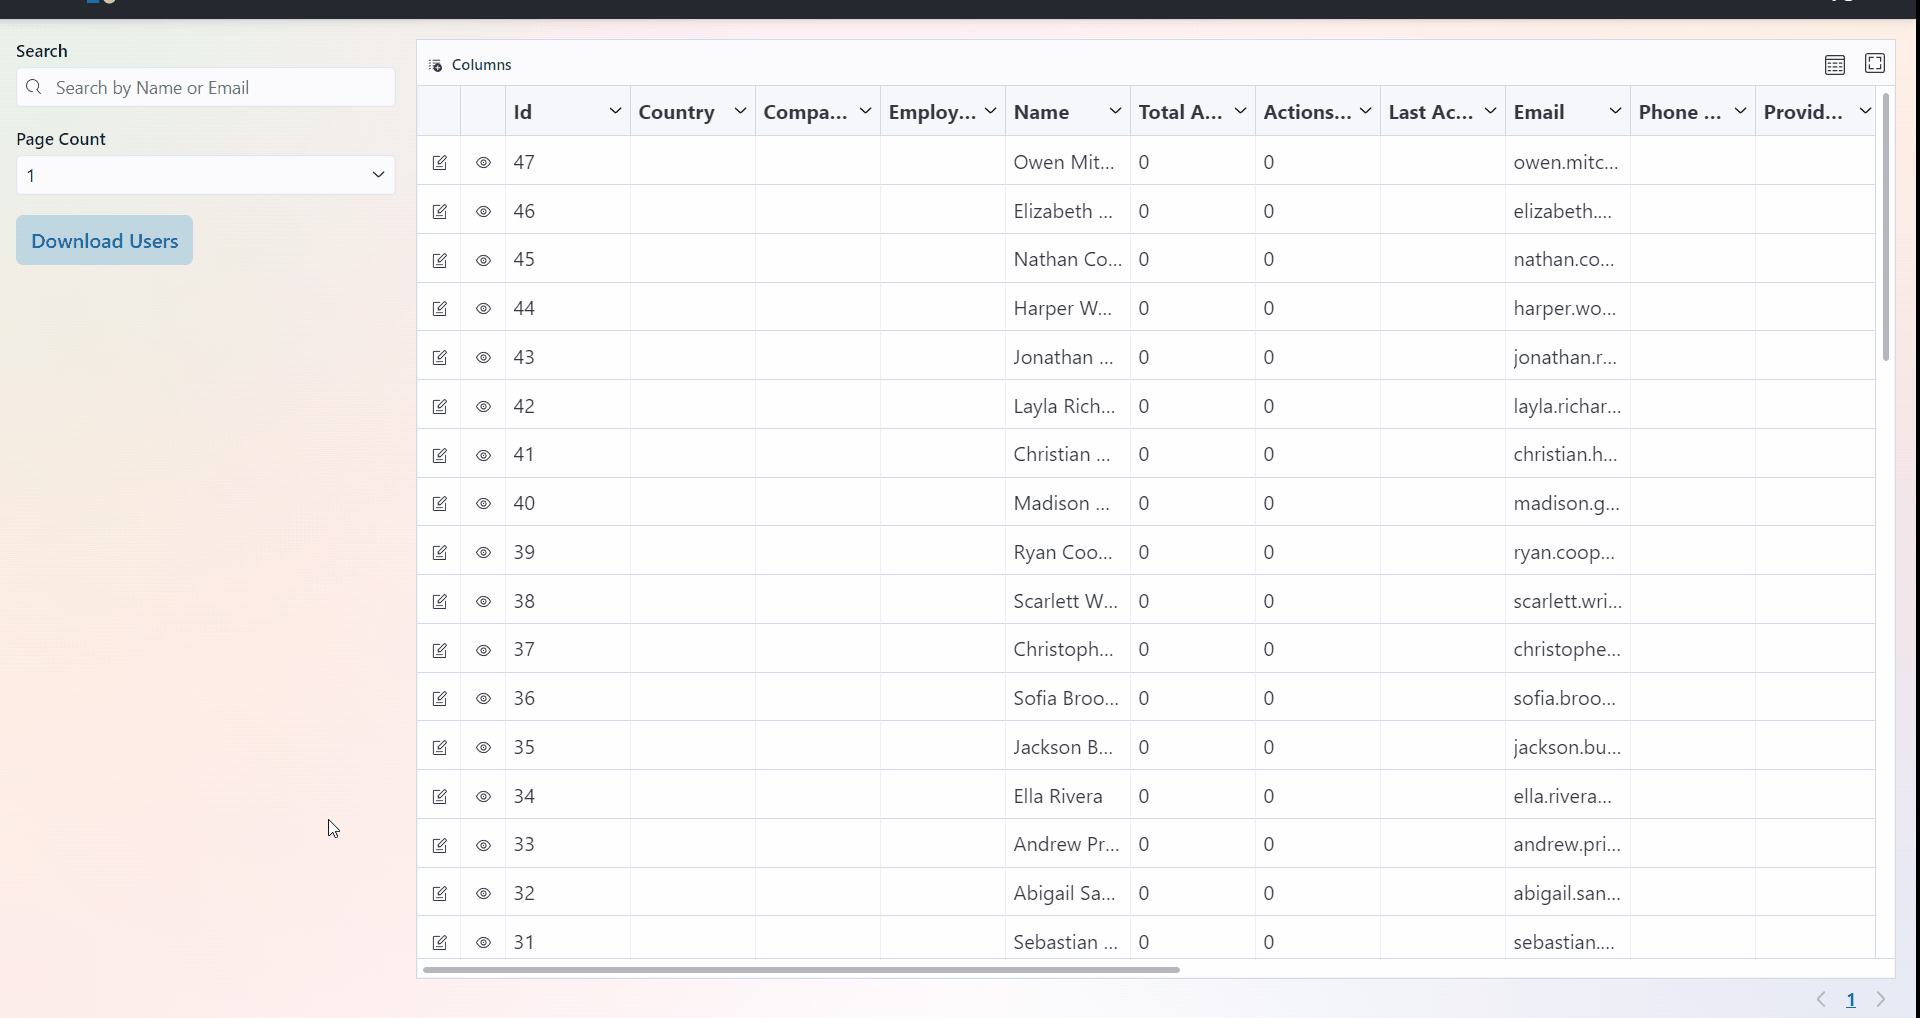 Search
Search by Name or Email
Page Count
1
Download Users
Columns
Id Country Compa... Employ... Name Total A... Actions... Last Ac... Email Phone ... Provid...
47 Owen Mit... 0 0 owen.mitc...
46 Elizabeth ... 0 0 elizabeth....
45 Nathan Co... 0 0 nathan.co...
44 Harper W... 0 0 harper.wo...
43 Jonathan ... 0 0 jonathan.r...
42 Layla Rich... 0 0 layla.richar...
41 Christian ... 0 0 christian.h...
40 Madison ... 0 0 madison.g...
39 Ryan Coo... 0 0 ryan.coop...
38 Scarlett W... 0 0 scarlett.wri...
37 Christoph... 0 0 christophe...
36 Sofia Broo... 0 0 sofia.broo...
35 Jackson B... 0 0 jackson.bu...
34 Ella Rivera 0 0 ella.rivera...
33 Andrew Pr... 0 0 andrew.pri...
32 Abigail Sa... 0 0 abigail.san...
31 Sebastian ... 0 0 sebastian....
1